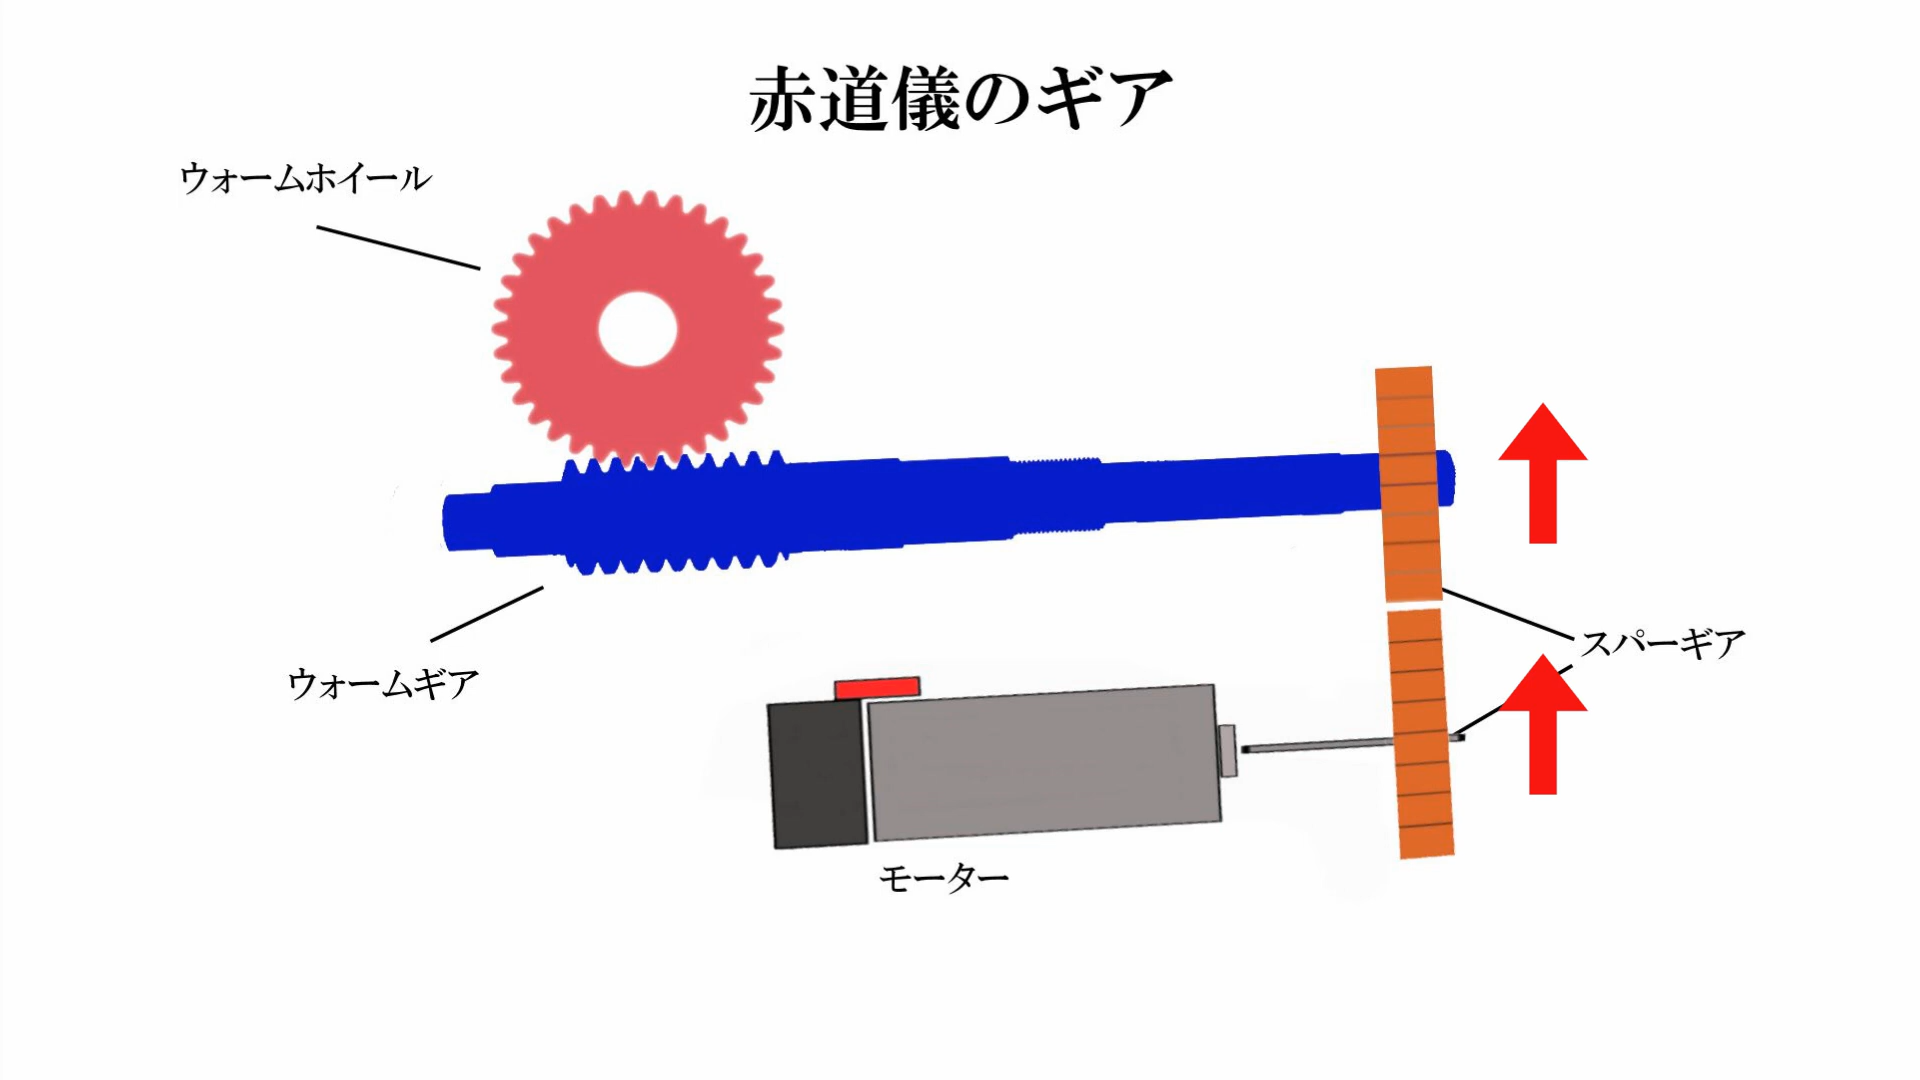 赤道儀のギア
ウォームホイール
スパーギア
ウォームギア
モーター